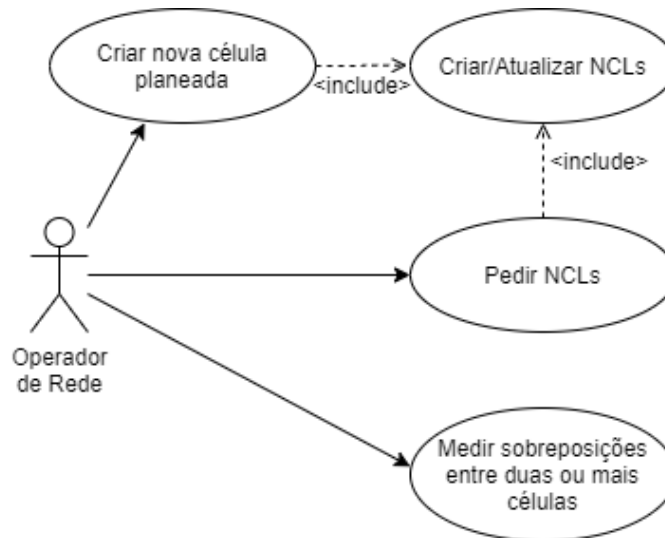 Criar nova célula
planeada
<include>
Criar/Atualizar NCLs
<include>
Pedir NCLs
Operador
de Rede
Medir sobreposições
entre duas ou mais
células